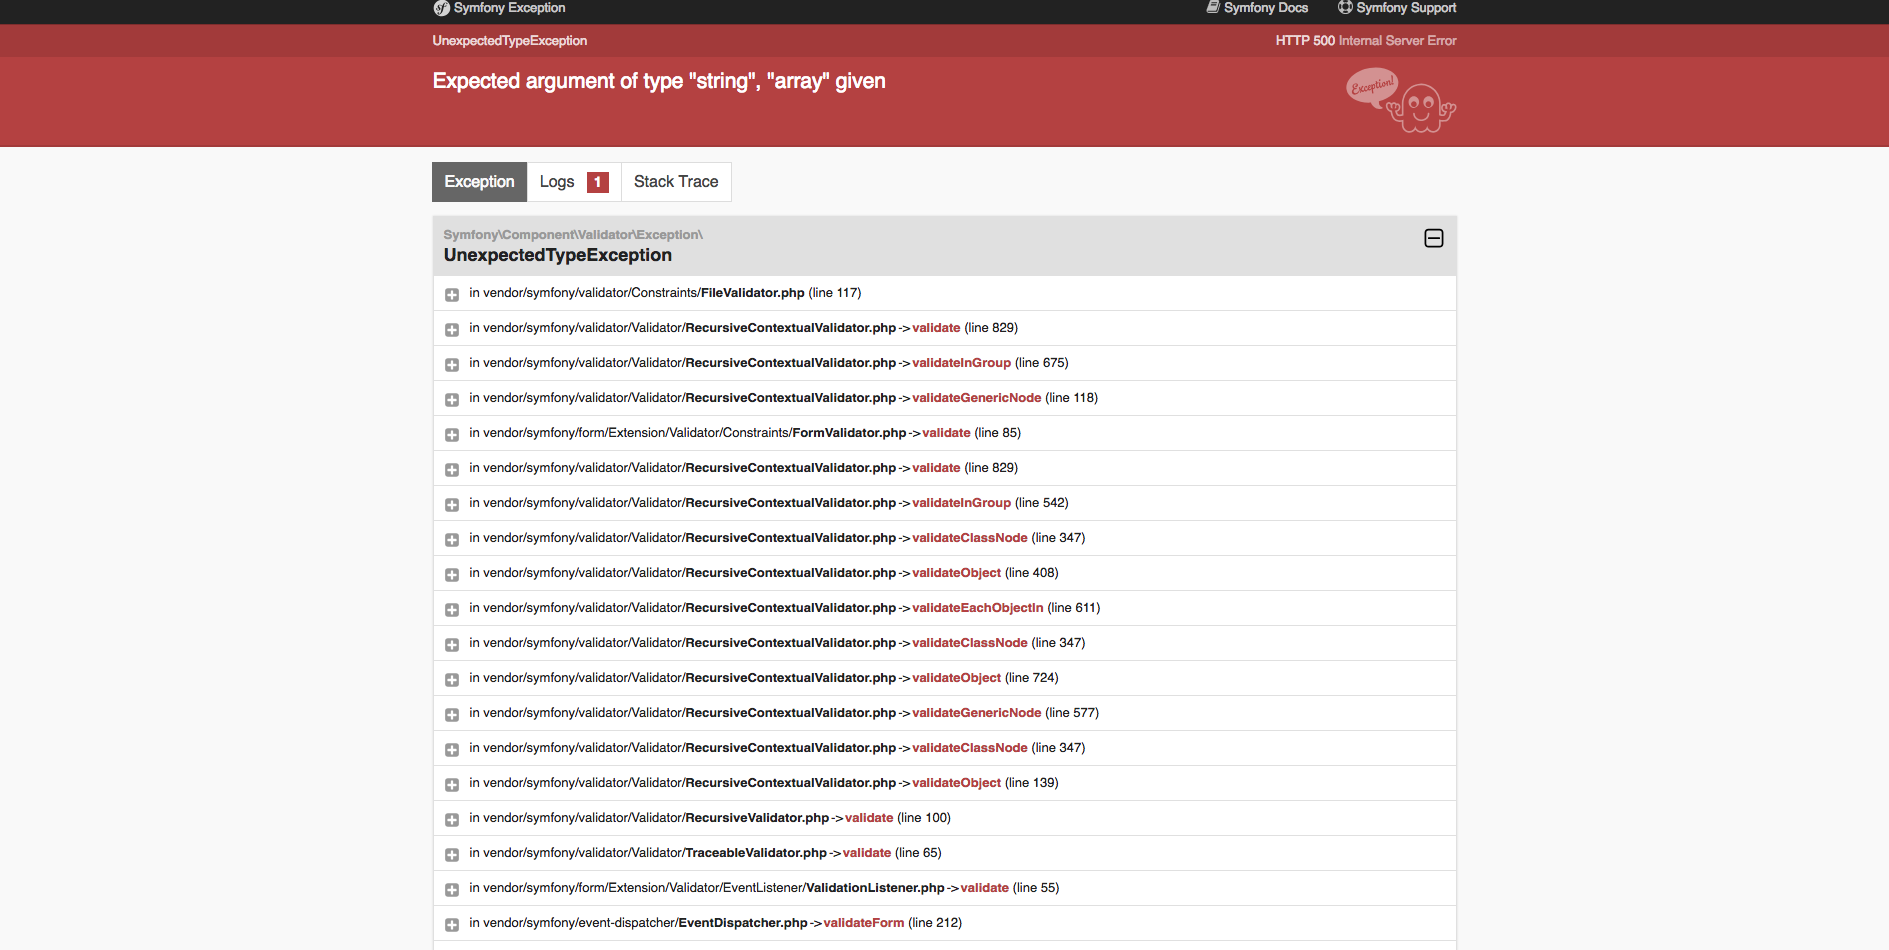 Symfony Exception
Symfony Docs
Symfony Support
UnexpectedTypeException
HTTP 500 Internal Server Error
Expected argument of type "string", "array" given
Exception!
Exception
Logs 1
Stack Trace
Symfony\Component\Validator\Exception\
UnexpectedTypeException
in vendor/symfony/validator/Constraints/FileValidator.php (line 117)
in vendor/symfony/validator/Validator/RecursiveContextualValidator.php->validate (line 829)
in vendor/symfony/validator/Validator/RecursiveContextualValidator.php->validateInGroup (line 675)
in vendor/symfony/validator/Validator/RecursiveContextualValidator.php->validateGenericNode (line 118)
in vendor/symfony/form/Extension/Validator/Constraints/FormValidator.php->validate (line 85)
in vendor/symfony/validator/Validator/RecursiveContextualValidator.php->validate (line 829)
in vendor/symfony/validator/Validator/RecursiveContextualValidator.php->validateInGroup (line 542)
in vendor/symfony/validator/Validator/RecursiveContextualValidator.php->validateClassNode (line 347)
in vendor/symfony/validator/Validator/RecursiveContextualValidator.php->validateObject (line 408)
in vendor/symfony/validator/Validator/RecursiveContextualValidator.php->validateEachObjectIn (line 611)
in vendor/symfony/validator/Validator/RecursiveContextualValidator.php->validateClassNode (line 347)
in vendor/symfony/validator/Validator/RecursiveContextualValidator.php->validateObject (line 724)
in vendor/symfony/validator/Validator/RecursiveContextualValidator.php->validateGenericNode (line 577)
in vendor/symfony/validator/Validator/RecursiveContextualValidator.php->validateClassNode (line 347)
in vendor/symfony/validator/Validator/RecursiveContextualValidator.php->validateObject (line 139)
in vendor/symfony/validator/Validator/RecursiveValidator.php->validate (line 100)
in vendor/symfony/validator/Validator/TraceableValidator.php->validate (line 65)
in vendor/symfony/form/Extension/Validator/EventListener/ValidationListener.php->validate (line 55)
in vendor/symfony/event-dispatcher/EventDispatcher.php->validateForm (line 212)